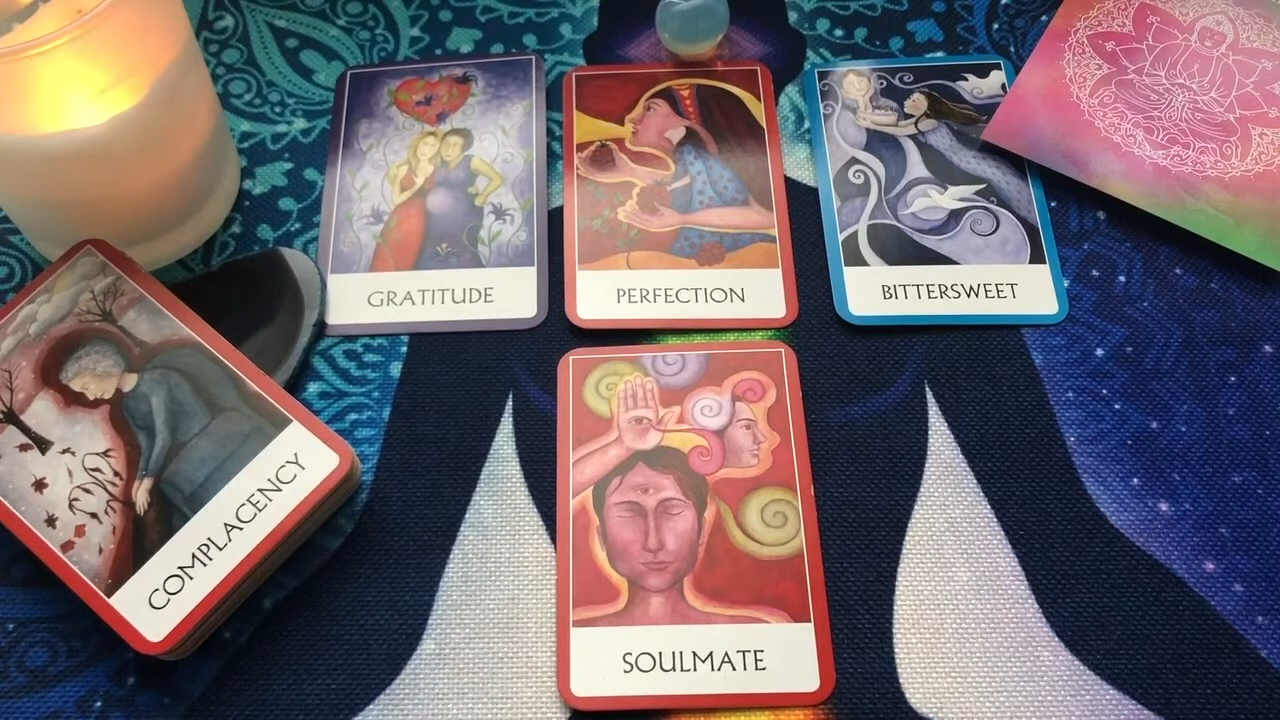 GRATITUDE
PERFECTION
BITTERSWEET
COMPLACENCY
SOULMATE